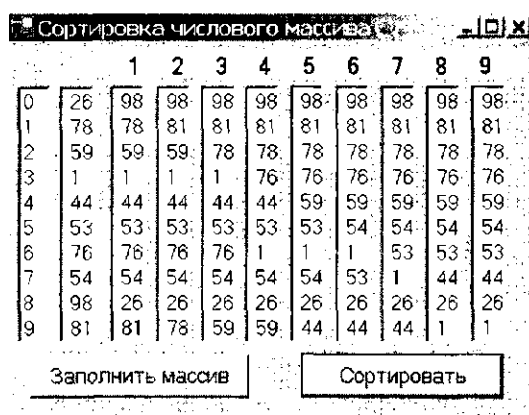 Сортировка числового массива
1 2 3 4 5 6 7 8 9
0 26 98 98 98 98 98 98 98 98 98
1 78 78 81 81 81 81 81 81 81 81
2 59 59 59 78 78 78 78 78 78 78
3 1 1 1 1 76 76 76 76 76 76
4 44 44 44 44 44 59 59 59 59 59
5 53 53 53 53 53 53 54 54 54 54
6 76 76 76 76 1 1 1 53 53 53
7 54 54 54 54 54 54 53 1 44 44
8 98 26 26 26 26 26 26 26 26 26
9 81 81 78 59 59 44 44 44 1 1
Заполнить массив Сортировать